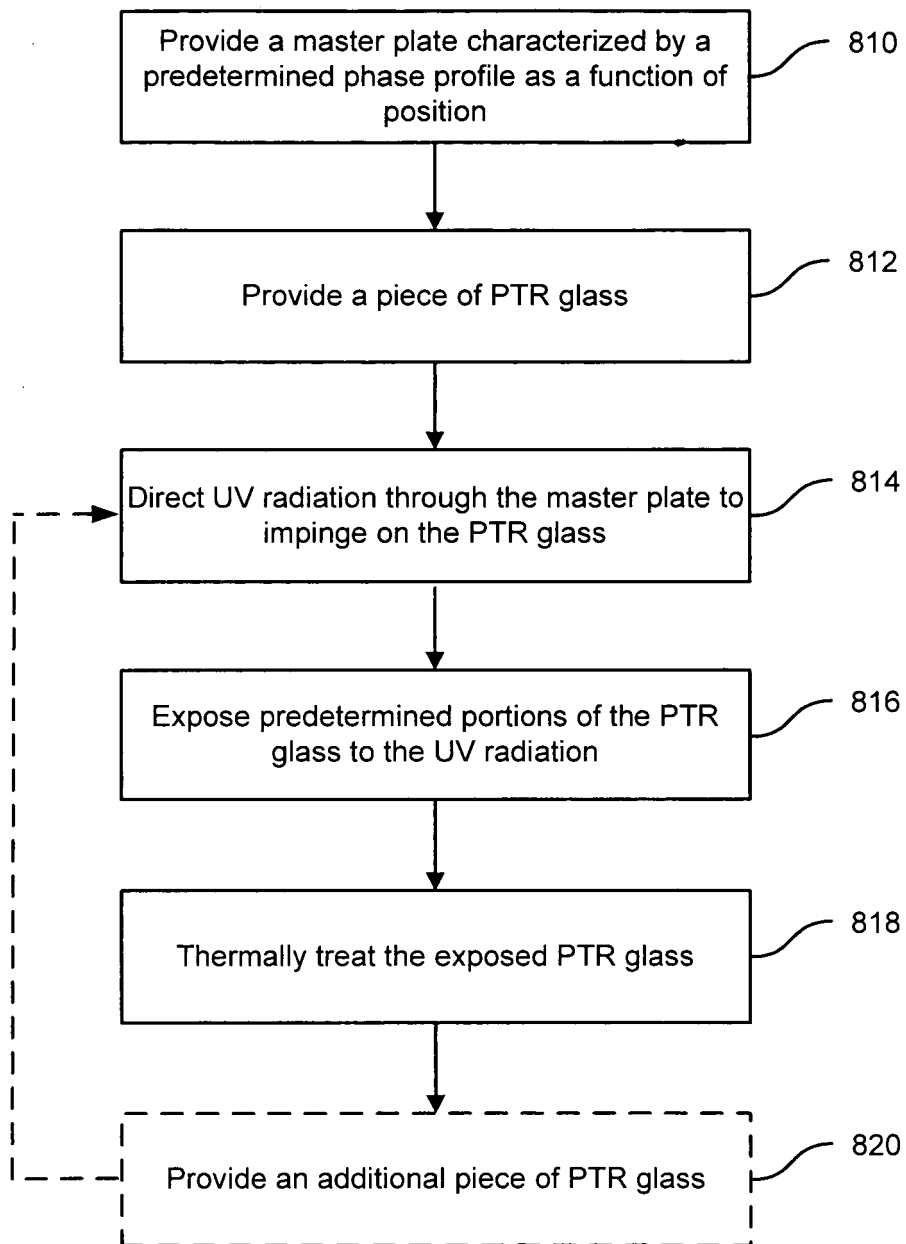 Provide a master plate characterized by a
predetermined phase profile as a function of
position
810
Provide a piece of PTR glass
812
Direct UV radiation through the master plate to
impinge on the PTR glass
814
Expose predetermined portions of the PTR
glass to the UV radiation
816
Thermally treat the exposed PTR glass
818
Provide an additional piece of PTR glass
820